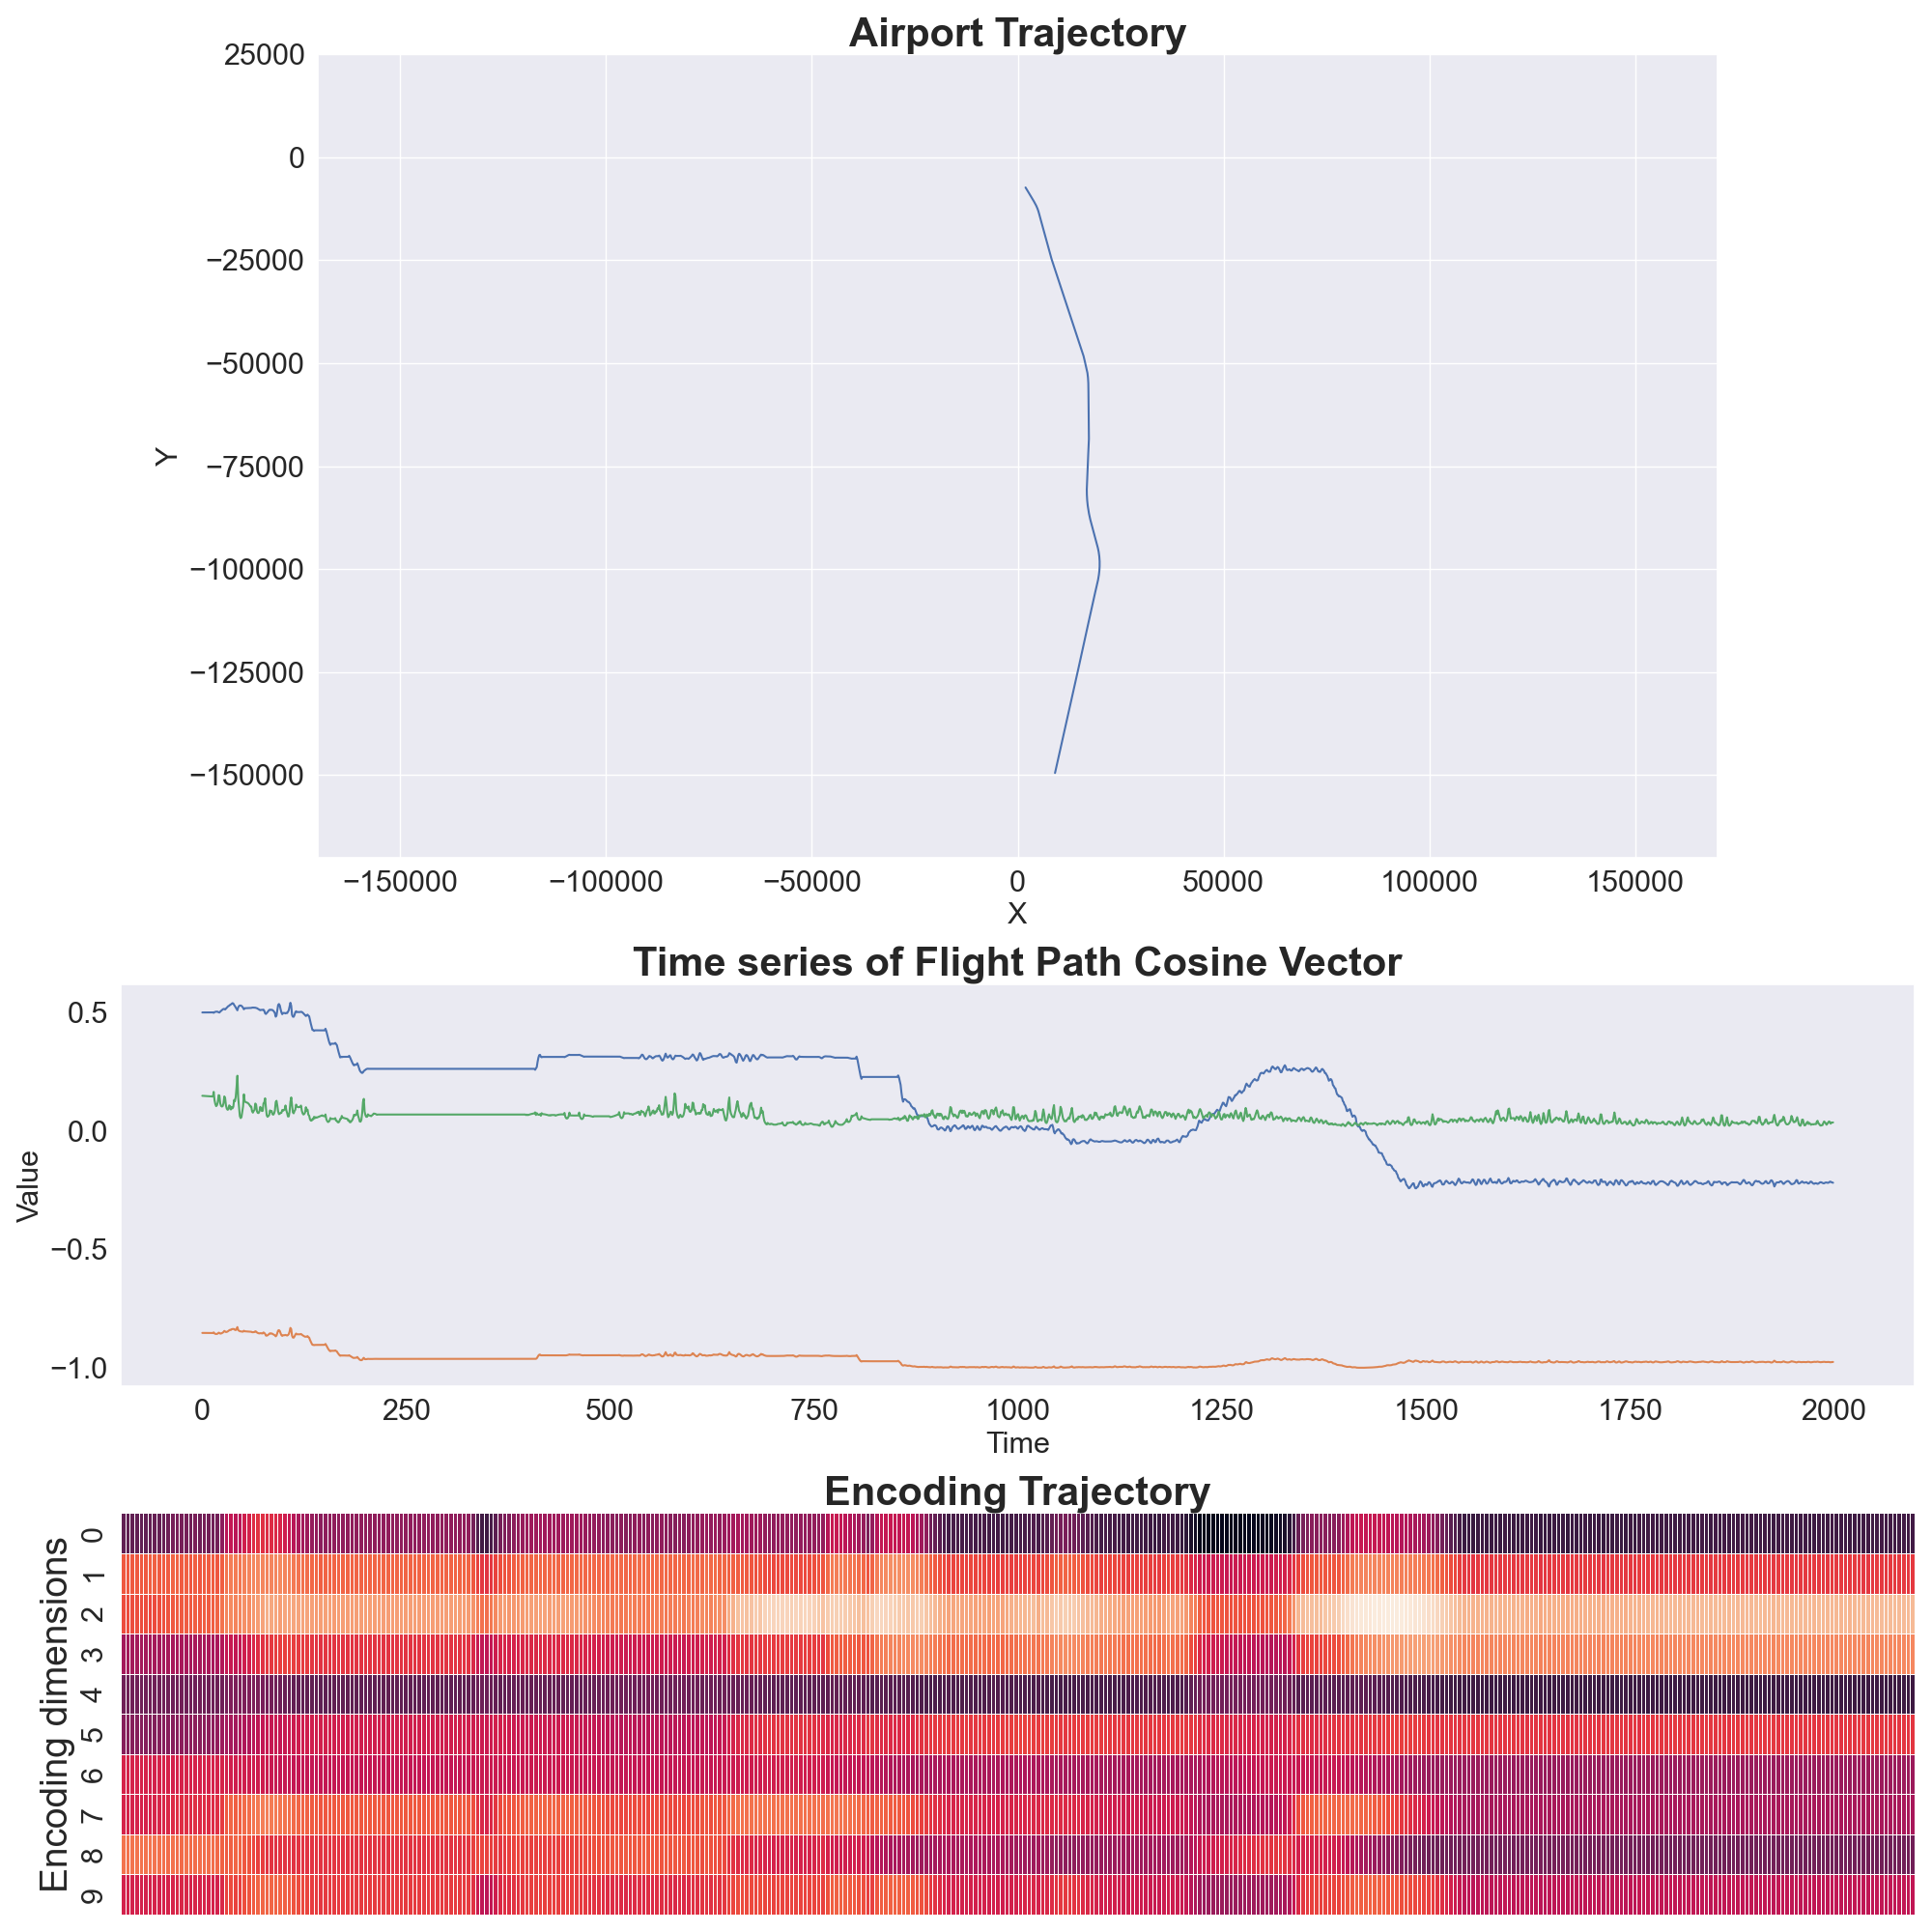 Airport Trajectory
25000
0
−25000
−50000
−75000
−100000
−125000
−150000
Y
−150000 −100000 −50000 0 50000 100000 150000
X
Time series of Flight Path Cosine Vector
0.5
0.0
−0.5
−1.0
Value
0 250 500 750 1000 1250 1500 1750 2000
Time
Encoding Trajectory
Encoding dimensions
0
1
2
3
4
5
6
7
8
9